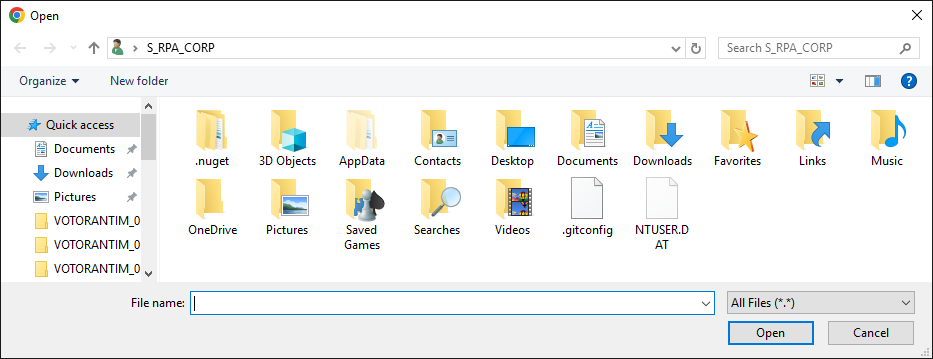 Open
S_RPA_CORP
Search S_RPA_CORP
Organize
New folder
Quick access
Documents
Downloads
Pictures
VOTORANTIM_0
VOTORANTIM_0
VOTORANTIM_0
.nuget
3D Objects
AppData
Contacts
Desktop
Documents
Downloads
Favorites
Links
Music
OneDrive
Pictures
Saved
Games
Searches
Videos
.gitconfig
NTUSER.D
AT
File name:
All Files (*.*)
Open
Cancel